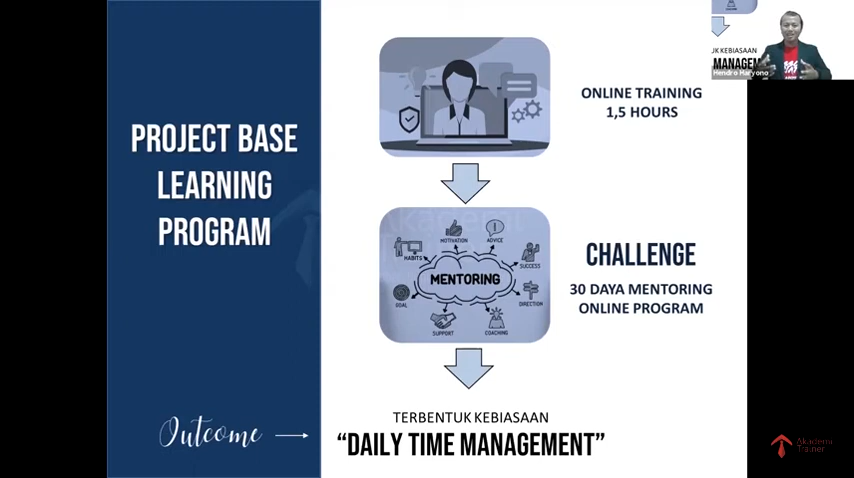 PROJECT BASE
LEARNING
PROGRAM
Outcome
ONLINE TRAINING
1,5 HOURS
MOTIVATION
ADVICE
HABITS
SUCCESS
MENTORING
GOAL
DIRECTION
SUPPORT
COACHING
CHALLENGE
30 DAYA MENTORING
ONLINE PROGRAM
TERBENTUK KEBIASAAN
“DAILY TIME MANAGEMENT”
UK KEBIASAAN
MANAGEM
Hendro Haryono
Akademi
Trainer